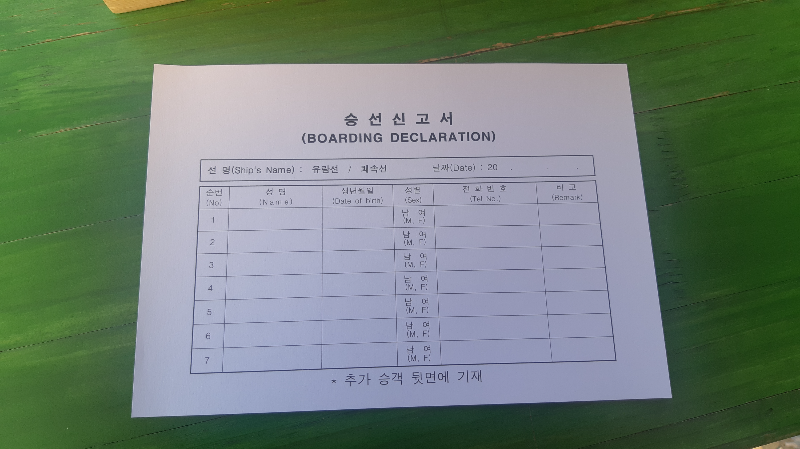 승 선 신 고 서
(BOARDING DECLARATION)
선 명(Ship's Name) : 유람선 / 쾌속선 날짜(Date) : 20 . . .
순번 성 명 생년월일 성별 전 화 번 호 비 고
(No) (Name) (Date of birth) (Sex) (Tel No.) (Remark)
1 남 여
(M, F)
2 남 여
(M, F)
3 남 여
(M, F)
4 남 여
(M, F)
5 남 여
(M, F)
6 남 여
(M, F)
7 남 여
(M, F)
* 추가 승객 뒷면에 기재